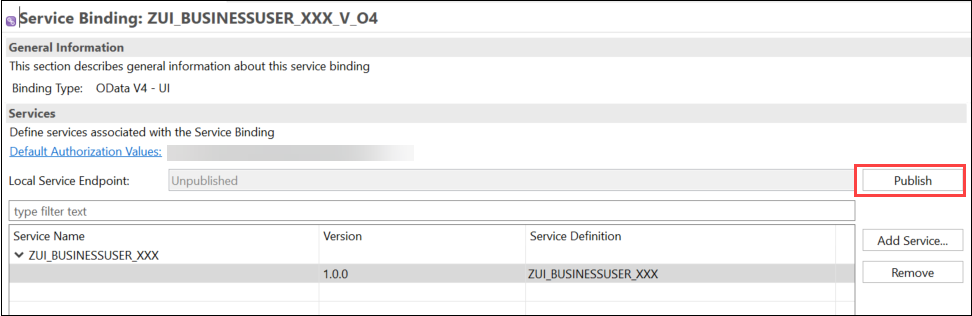 Service Binding: ZUI_BUSINESSUSER_XXX_V_O4
General Information
This section describes general information about this service binding
Binding Type: OData V4 - UI
Services
Define services associated with the Service Binding
Default Authorization Values:
Local Service Endpoint: Unpublished Publish
type filter text
Service Name Version Service Definition Add Service...
ZUI_BUSINESSUSER_XXX
1.0.0 ZUI_BUSINESSUSER_XXX Remove